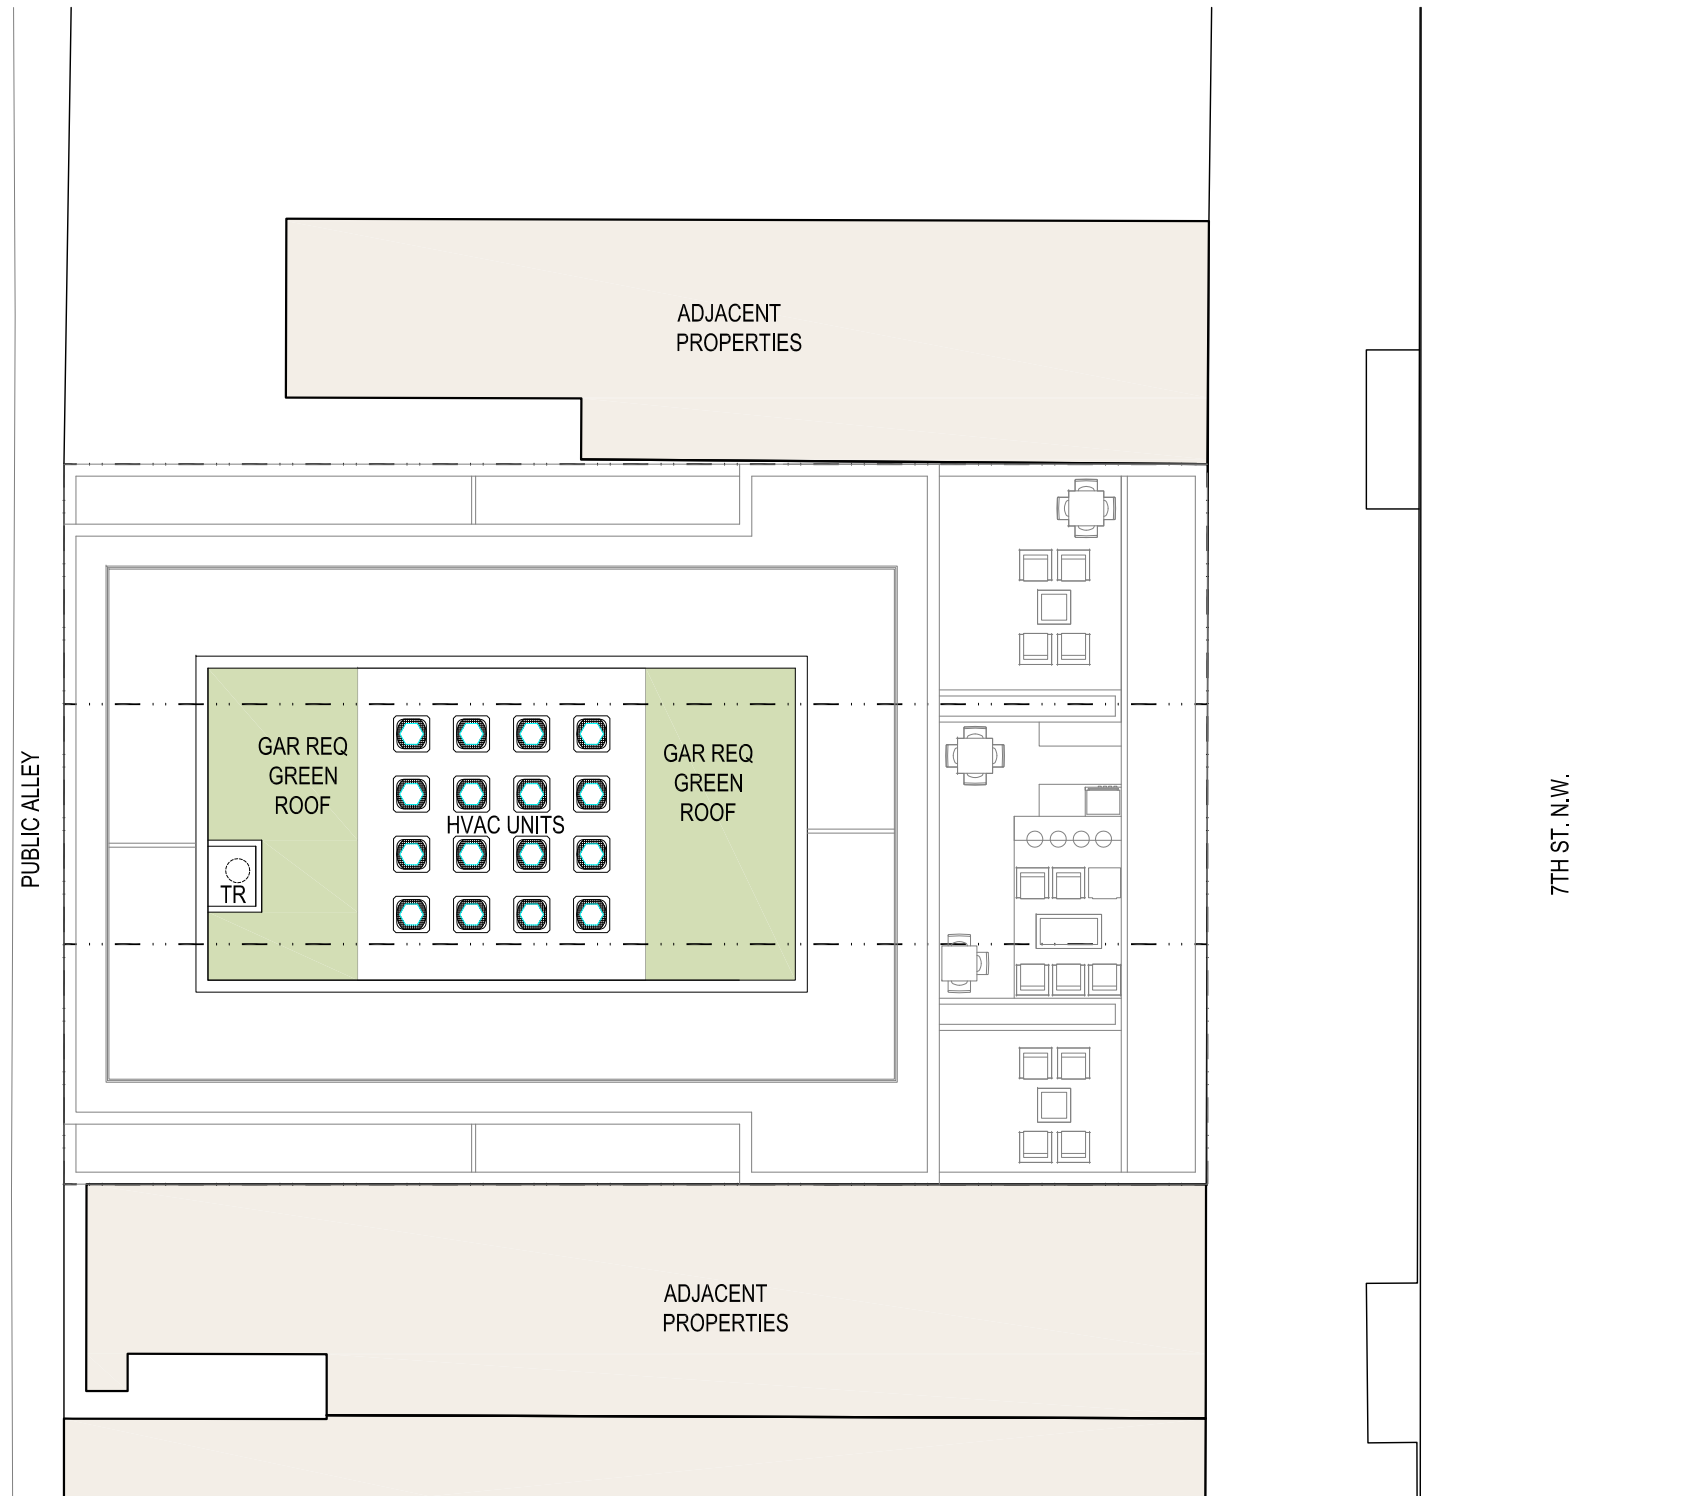 ADJACENT
PROPERTIES
PUBLIC ALLEY
GAR REQ
GREEN
ROOF
HVAC UNITS
GAR REQ
GREEN
ROOF
TR
7TH ST. N.W.
ADJACENT
PROPERTIES